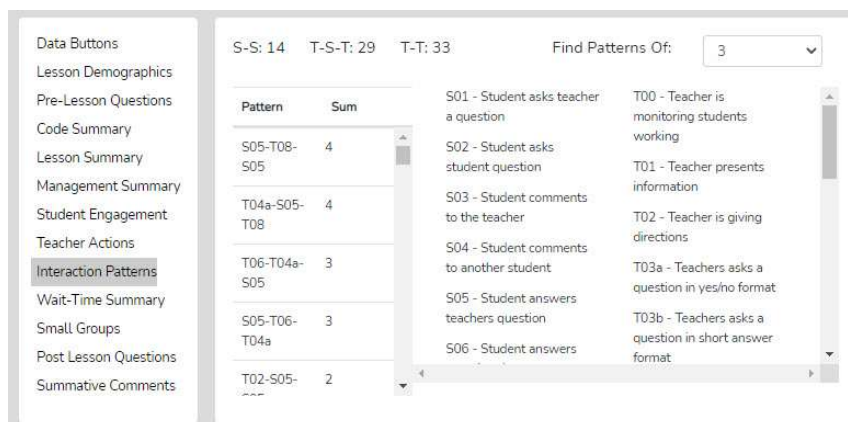 Data Buttons
Lesson Demographics
Pre-Lesson Questions
Code Summary
Lesson Summary
Management Summary
Student Engagement
Teacher Actions
Interaction Patterns
Wait-Time Summary
Small Groups
Post Lesson Questions
Summative Comments
S-S: 14 T-S-T: 29 T-T: 33 Find Patterns Of: 3
Pattern Sum
S05-T08-
S05 4
T04a-S05-
T08 4
T06-T04a-
S05 3
S05-T06-
T04a 3
T02-S05- 2
S01 - Student asks teacher
a question
S02 - Student asks
student question
S03 - Student comments
to the teacher
S04 - Student comments
to another student
S05 - Student answers
teachers question
S06 - Student answers
T00 - Teacher is
monitoring students
working
T01 - Teacher presents
information
T02 - Teacher is giving
directions
T03a - Teachers asks a
question in yes/no format
T03b - Teachers asks a
question in short answer
format